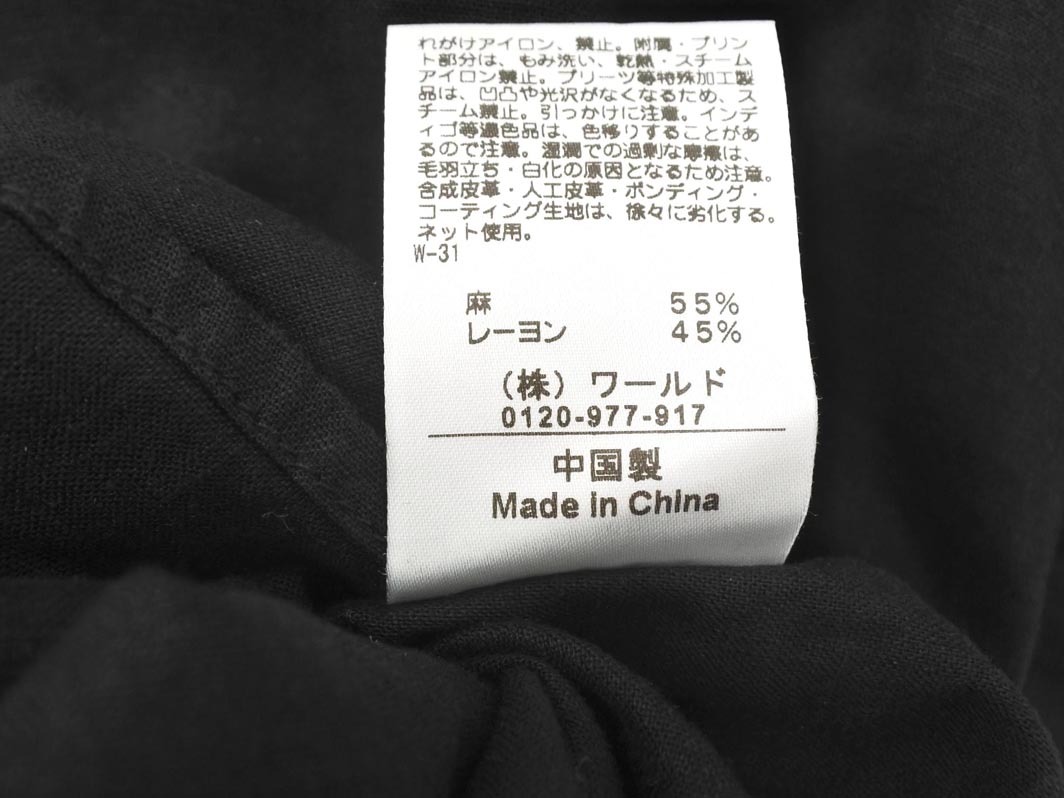 れがけアイロン、禁止。附属・プリン
ト部分は、もみ洗い、乾熱・スチーム
アイロン禁止。プリーツ等特殊加工製
品は、凹凸や光沢がなくなるため、ス
チーム禁止。引っかけに注意。インデ
ィゴ等濃色品は、色移りすることがあ
るので注意。湿潤での過剰な摩擦は、
毛羽立ち・白化の原因となるため注意。
合成皮革・人工皮革・ボンディング・
コーティング生地は、徐々に劣化する。
ネット使用。
W-31
麻 55%
レーヨン 45%
(株) ワールド
0120-977-917
中国製
Made in China